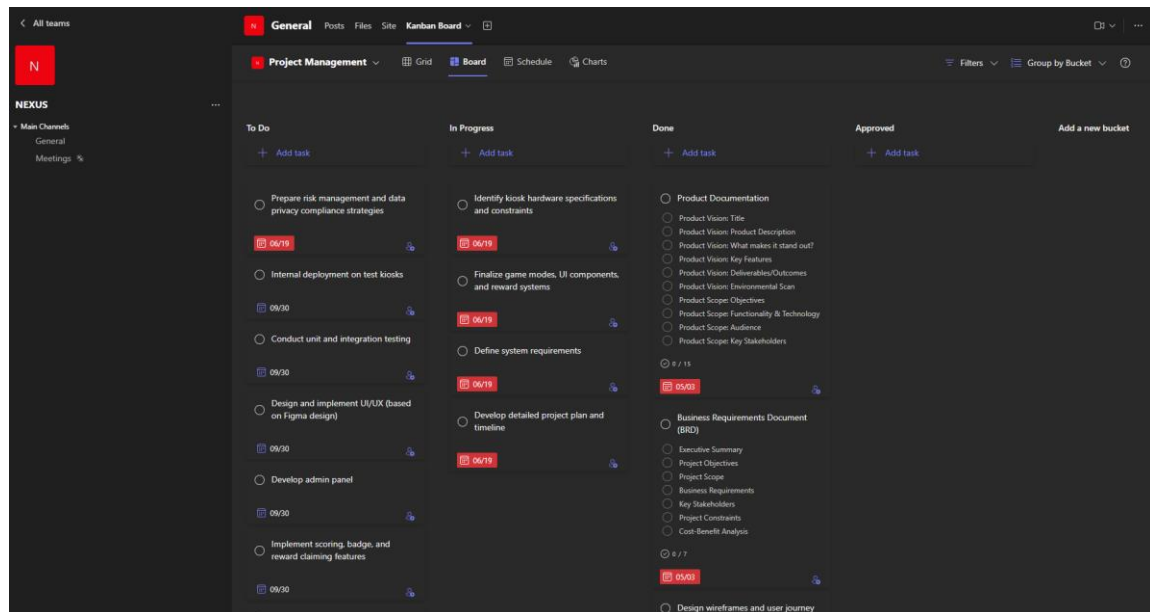 All teams
N
General Posts Files Site Kanban Board
N
Project Management Grid Board Schedule Charts
Filters Group by Bucket
NEXUS
Main Channels
General
Meetings
To Do
Add task
Prepare risk management and data
privacy compliance strategies
06/19
Internal deployment on test kiosks
09/30
Conduct unit and integration testing
09/30
Design and implement UI/UX (based
on Figma design)
09/30
Develop admin panel
09/30
Implement scoring, badge, and
reward claiming features
09/30
In Progress
Add task
Identify kiosk hardware specifications
and constraints
06/19
Finalize game modes, UI components,
and reward systems
06/19
Define system requirements
06/19
Develop detailed project plan and
timeline
06/19
Done
Add task
Product Documentation
Product Vision: Title
Product Vision: Product Description
Product Vision: What makes it stand out?
Product Vision: Key Features
Product Vision: Deliverables/Outcomes
Product Vision: Environmental Scan
Product Scope: Objectives
Product Scope: Functionality & Technology
Product Scope: Audience
Product Scope: Key Stakeholders
0 / 15
05/03
Business Requirements Document
(BRD)
Executive Summary
Project Objectives
Project Scope
Business Requirements
Key Stakeholders
Project Constraints
Cost-Benefit Analysis
0 / 7
05/03
Design wireframes and user journey
Approved
Add task
Add a new bucket